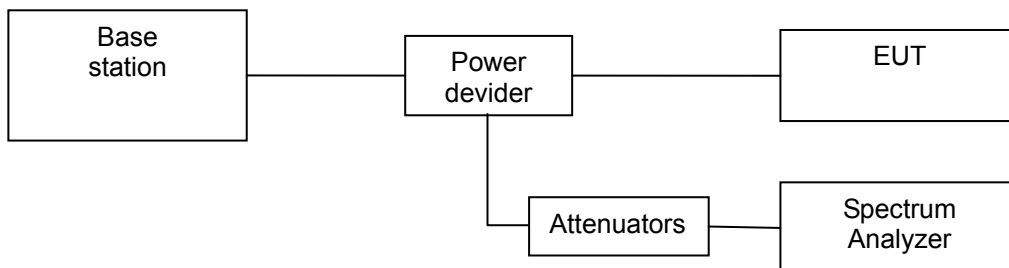 Base
station
Power
devider
EUT
Attenuators
Spectrum
Analyzer